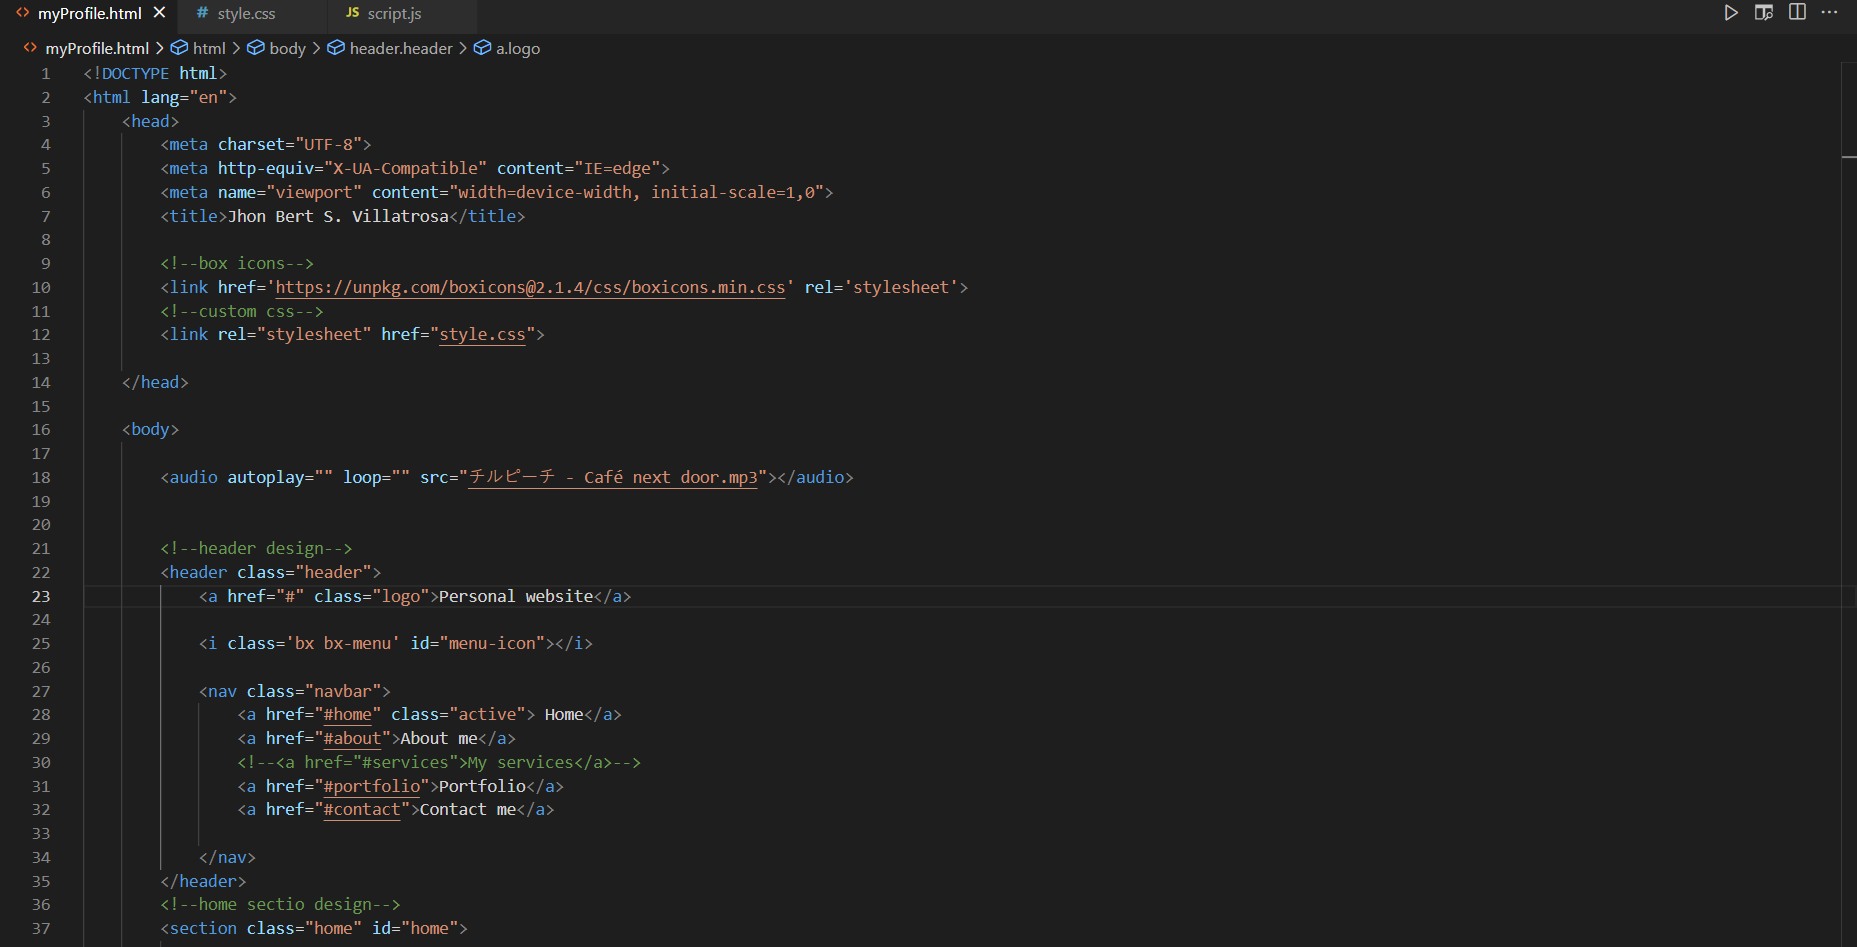 myProfile.html
# style.css
JS script.js
myProfile.html > html > body > header.header > a.logo
1 <!DOCTYPE html>
2 <html lang="en">
3 <head>
4 <meta charset="UTF-8">
5 <meta http-equiv="X-UA-Compatible" content="IE=edge">
6 <meta name="viewport" content="width=device-width, initial-scale=1,0">
7 <title>Jhon Bert S. Villatrosa</title>
8
9 <!--box icons-->
10 <link href='https://unpkg.com/boxicons@2.1.4/css/boxicons.min.css' rel='stylesheet'>
11 <!--custom css-->
12 <link rel="stylesheet" href="style.css">
13
14 </head>
15
16 <body>
17
18 <audio autoplay="" loop="" src="チルピーチ - Café next door.mp3"></audio>
19
20
21 <!--header design-->
22 <header class="header">
23 <a href="#" class="logo">Personal website</a>
24
25 <i class='bx bx-menu' id="menu-icon"></i>
26
27 <nav class="navbar">
28 <a href="#home" class="active"> Home</a>
29 <a href="#about">About me</a>
30 <!--<a href="#services">My services</a>-->
31 <a href="#portfolio">Portfolio</a>
32 <a href="#contact">Contact me</a>
33
34 </nav>
35 </header>
36 <!--home sectio design-->
37 <section class="home" id="home">